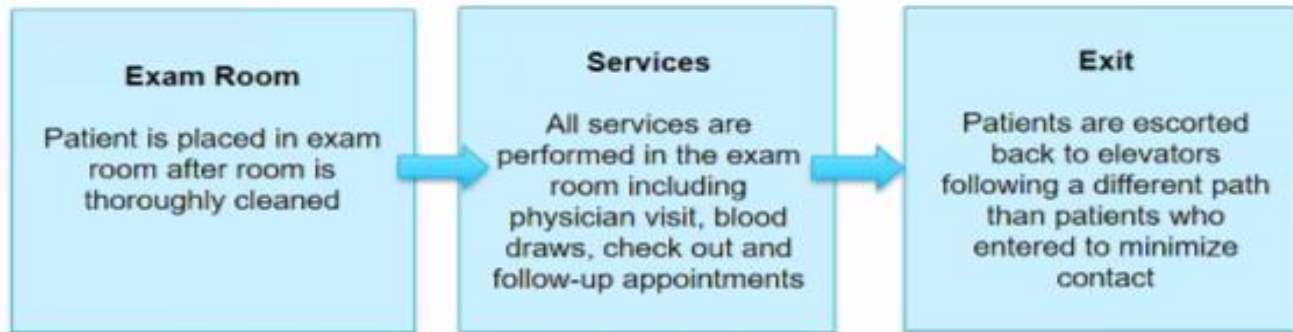 Exam Room
Patient is placed in exam
room after room is
thoroughly cleaned
Services
All services are
performed in the exam
room including
physician visit, blood
draws, check out and
follow-up appointments
Exit
Patients are escorted
back to elevators
following a different path
than patients who
entered to minimize
contact